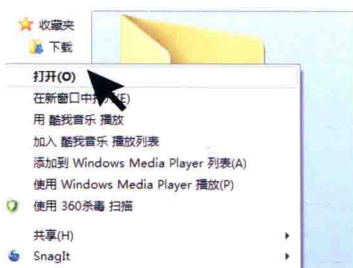 收藏夹
下载
打开(O)
在新窗口中打(E)
用 酷我音乐 播放
加入 酷我音乐 播放列表
添加到 Windows Media Player 列表(A)
使用 Windows Media Player 播放(P)
使用 360杀毒 扫描
共享(H)
SnagIt